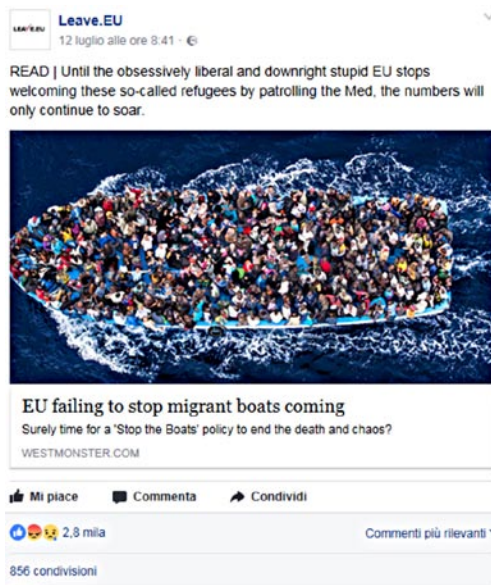 LEAVE.EU
Leave.EU
12 luglio alle ore 8:41 ·
READ | Until the obsessively liberal and downright stupid EU stops
welcoming these so-called refugees by patrolling the Med, the numbers will
only continue to soar.
EU failing to stop migrant boats coming
Surely time for a 'Stop the Boats' policy to end the death and chaos?
WESTMONSTER.COM
Mi piace Commenta Condividi
2,8 mila Commenti più rilevanti
856 condivisioni